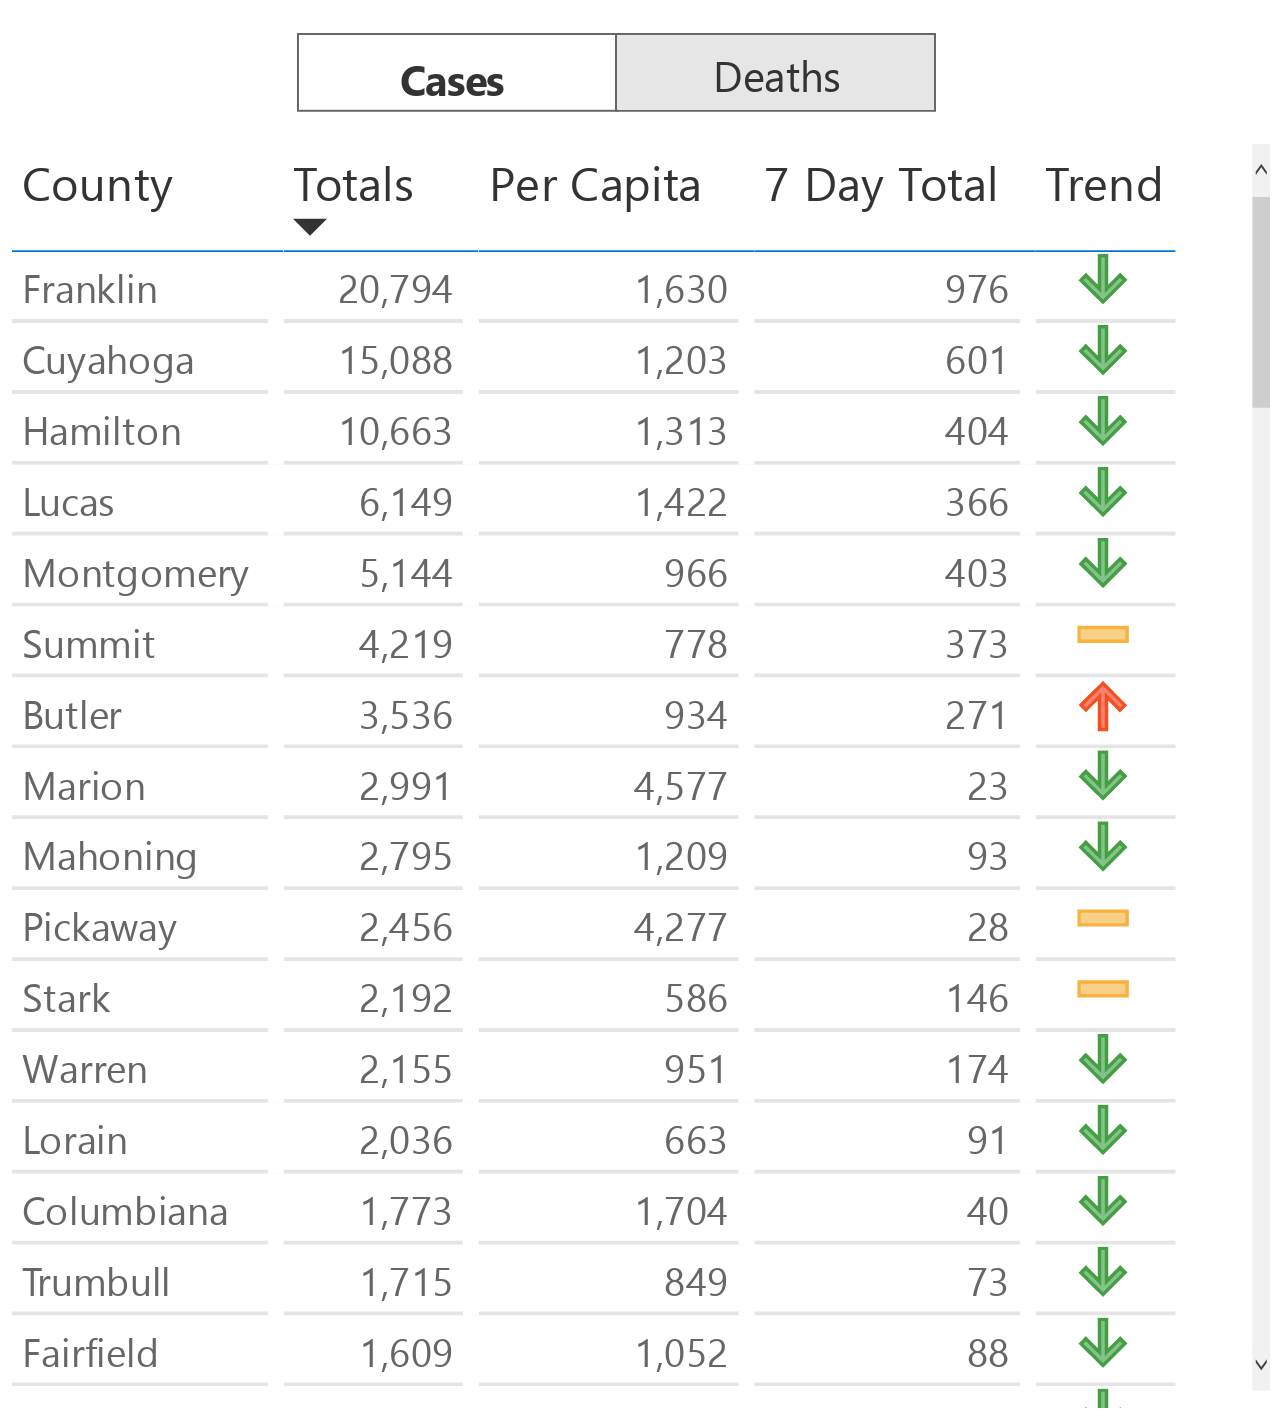 Cases Deaths
County Totals Per Capita 7 Day Total Trend
Franklin 20,794 1,630 976
Cuyahoga 15,088 1,203 601
Hamilton 10,663 1,313 404
Lucas 6,149 1,422 366
Montgomery 5,144 966 403
Summit 4,219 778 373
Butler 3,536 934 271
Marion 2,991 4,577 23
Mahoning 2,795 1,209 93
Pickaway 2,456 4,277 28
Stark 2,192 586 146
Warren 2,155 951 174
Lorain 2,036 663 91
Columbiana 1,773 1,704 40
Trumbull 1,715 849 73
Fairfield 1,609 1,052 88